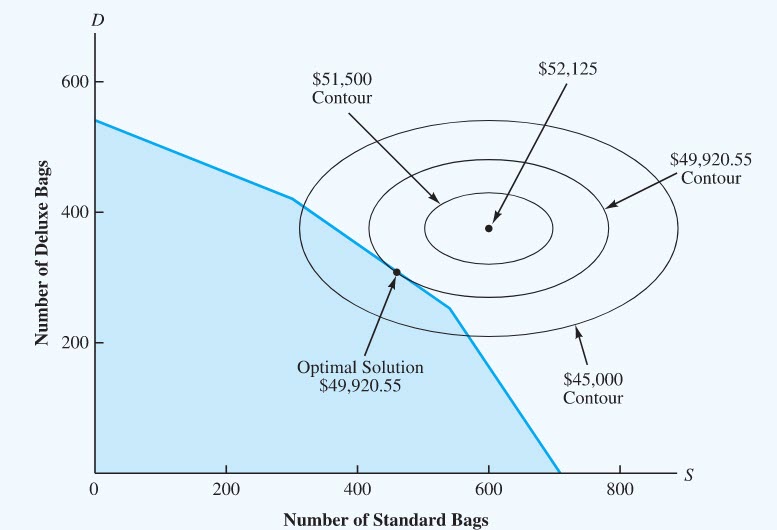 D
600
400
200
0
Number of Deluxe Bags
$51,500
Contour
$52,125
$49,920.55
Contour
Optimal Solution
$49,920.55
$45,000
Contour
200
400
600
800
S
Number of Standard Bags